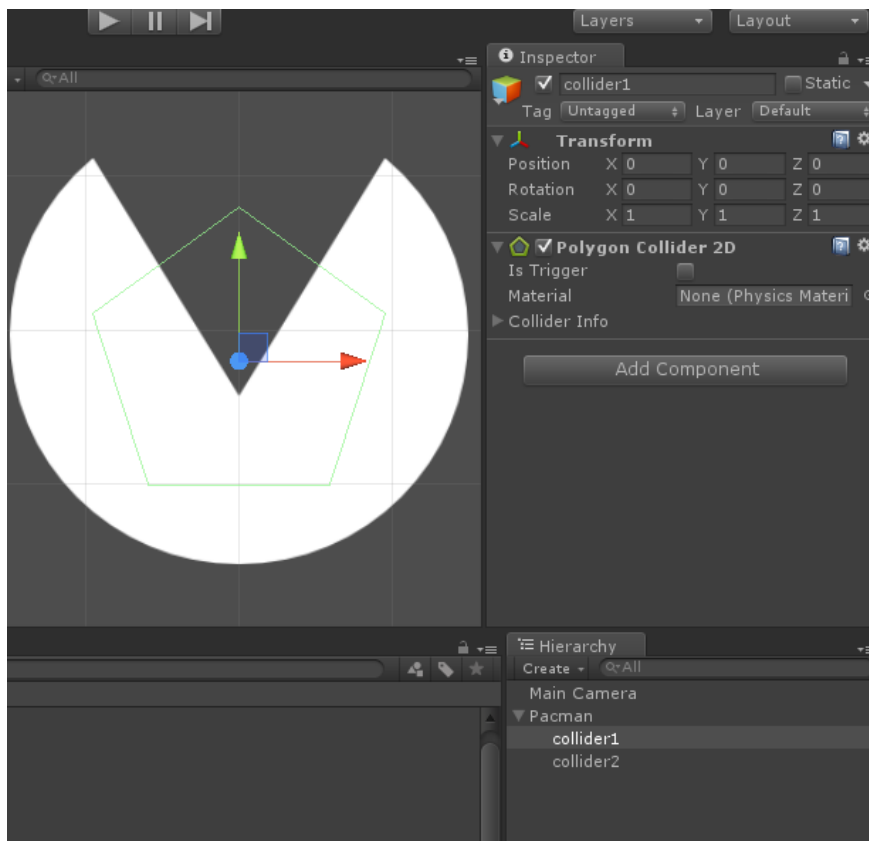 Layers Layout
Inspector
All
collider1 Static
Tag Untagged Layer Default
Transform
Position X 0 Y 0 Z 0
Rotation X 0 Y 0 Z 0
Scale X 1 Y 1 Z 1
Polygon Collider 2D
Is Trigger
Material None (Physics Materi
Collider Info
Add Component
Hierarchy
Create All
Main Camera
Pacman
collider1
collider2